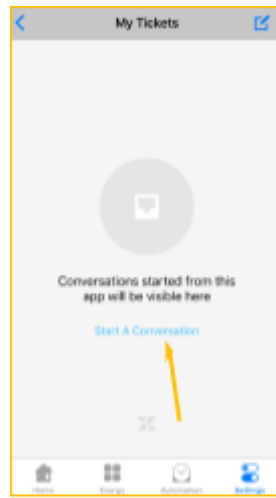 My Tickets
Conversations started from this
app will be visible here
Start A Conversation
Home
Energy
Automation
Settings